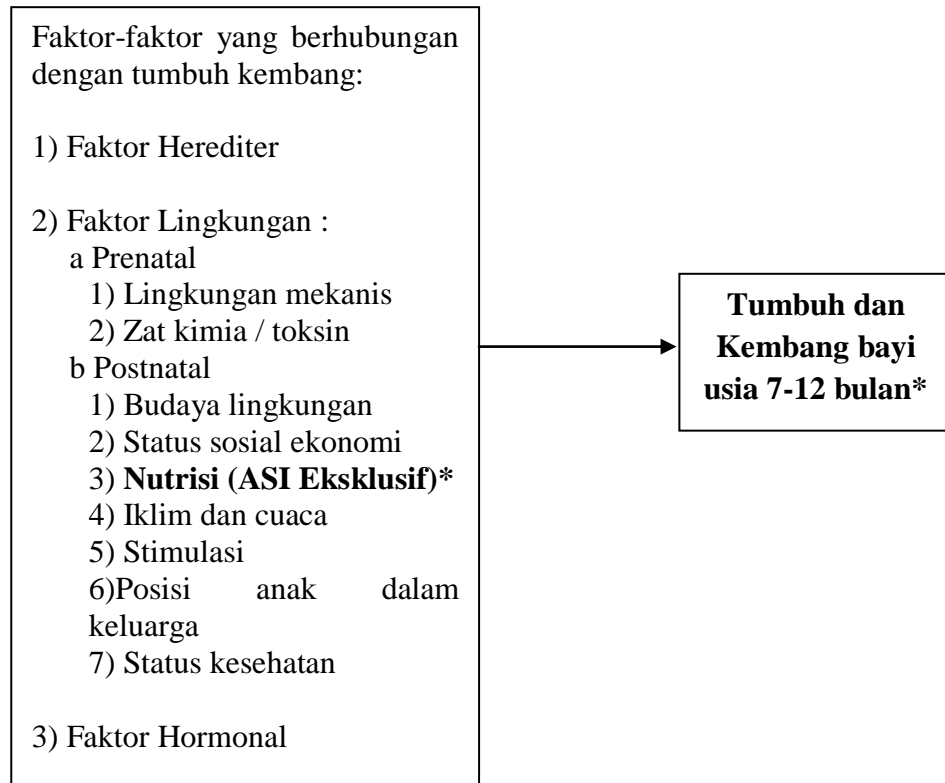 Faktor-faktor yang berhubungan
dengan tumbuh kembang:
1) Faktor Herediter
2) Faktor Lingkungan :
a Prenatal
1) Lingkungan mekanis
2) Zat kimia / toksin
b Postnatal
1) Budaya lingkungan
2) Status sosial ekonomi
3) Nutrisi (ASI Eksklusif)*
4) Iklim dan cuaca
5) Stimulasi
6)Posisi anak dalam
keluarga
7) Status kesehatan
3) Faktor Hormonal
Tumbuh dan
Kembang bayi
usia 7-12 bulan*